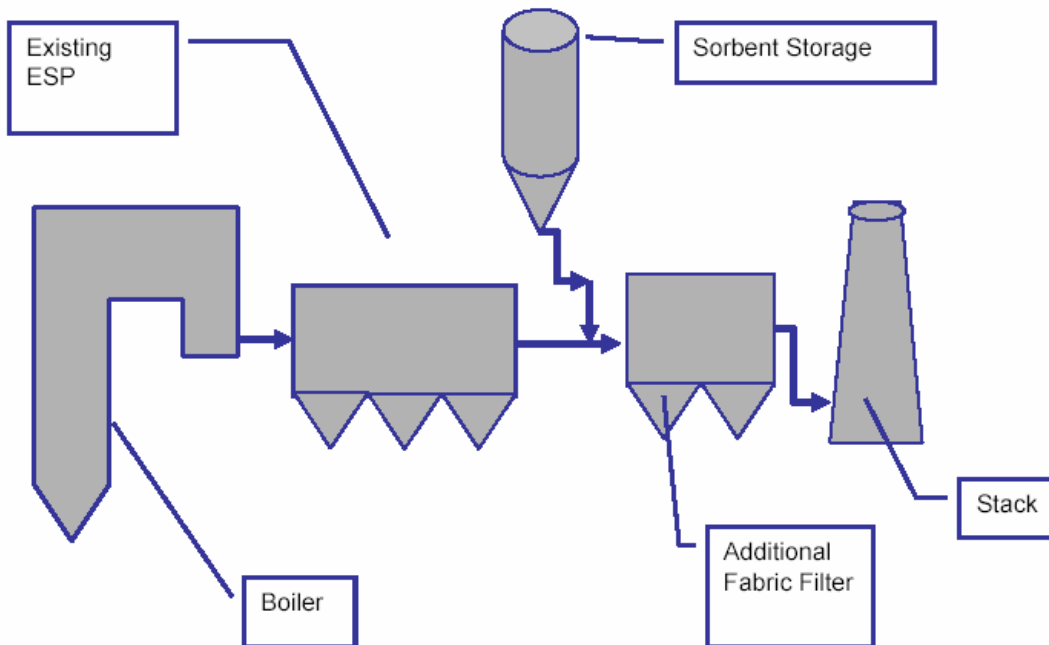 Existing
ESP
Sorbent Storage
Stack
Additional
Fabric Filter
Boiler